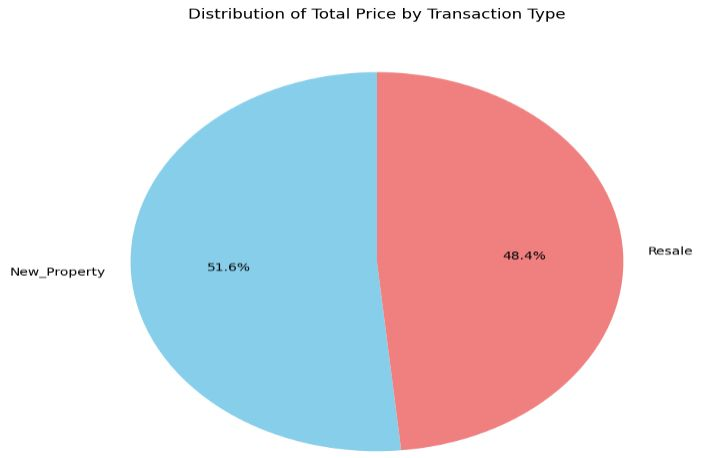 Distribution of Total Price by Transaction Type
48.4%
Resale
51.6%
New_Property